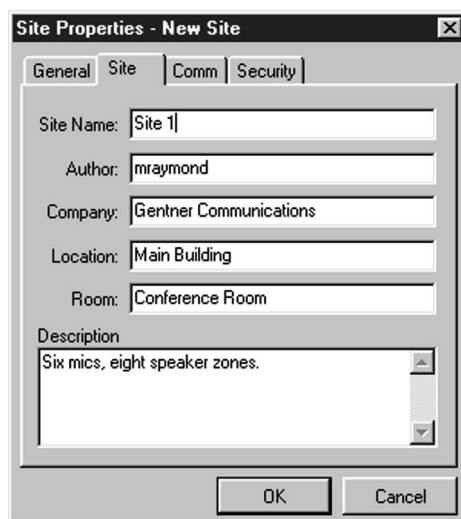 Site Properties - New Site
General Site Comm Security
Site Name: Site 1
Author: mraymond
Company: Gentner Communications
Location: Main Building
Room: Conference Room
Description
Six mics, eight speaker zones.
OK Cancel